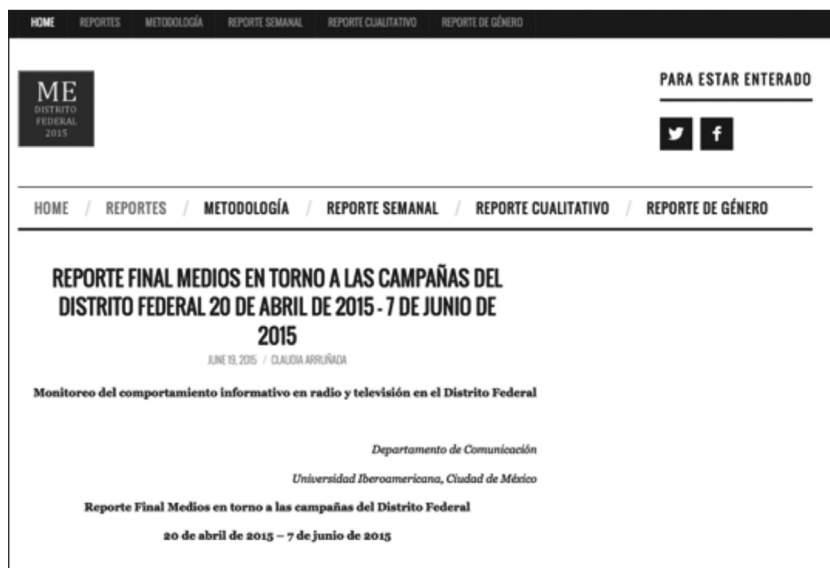 HOME REPORTES METODOLOGÍA REPORTE SEMANAL REPORTE CUALITATIVO REPORTE DE GÉNERO
ME
DISTRITO
FEDERAL
2015
PARA ESTAR ENTERADO
HOME / REPORTES / METODOLOGÍA / REPORTE SEMANAL / REPORTE CUALITATIVO / REPORTE DE GÉNERO
REPORTE FINAL MEDIOS EN TORNO A LAS CAMPAÑAS DEL
DISTRITO FEDERAL 20 DE ABRIL DE 2015 - 7 DE JUNIO DE
2015
JUNE 19, 2015 / CLAUDIA ARRUÑADA
Monitoreo del comportamiento informativo en radio y televisión en el Distrito Federal
Departamento de Comunicación
Universidad Iberoamericana, Ciudad de México
Reporte Final Medios en torno a las campañas del Distrito Federal
20 de abril de 2015 – 7 de junio de 2015